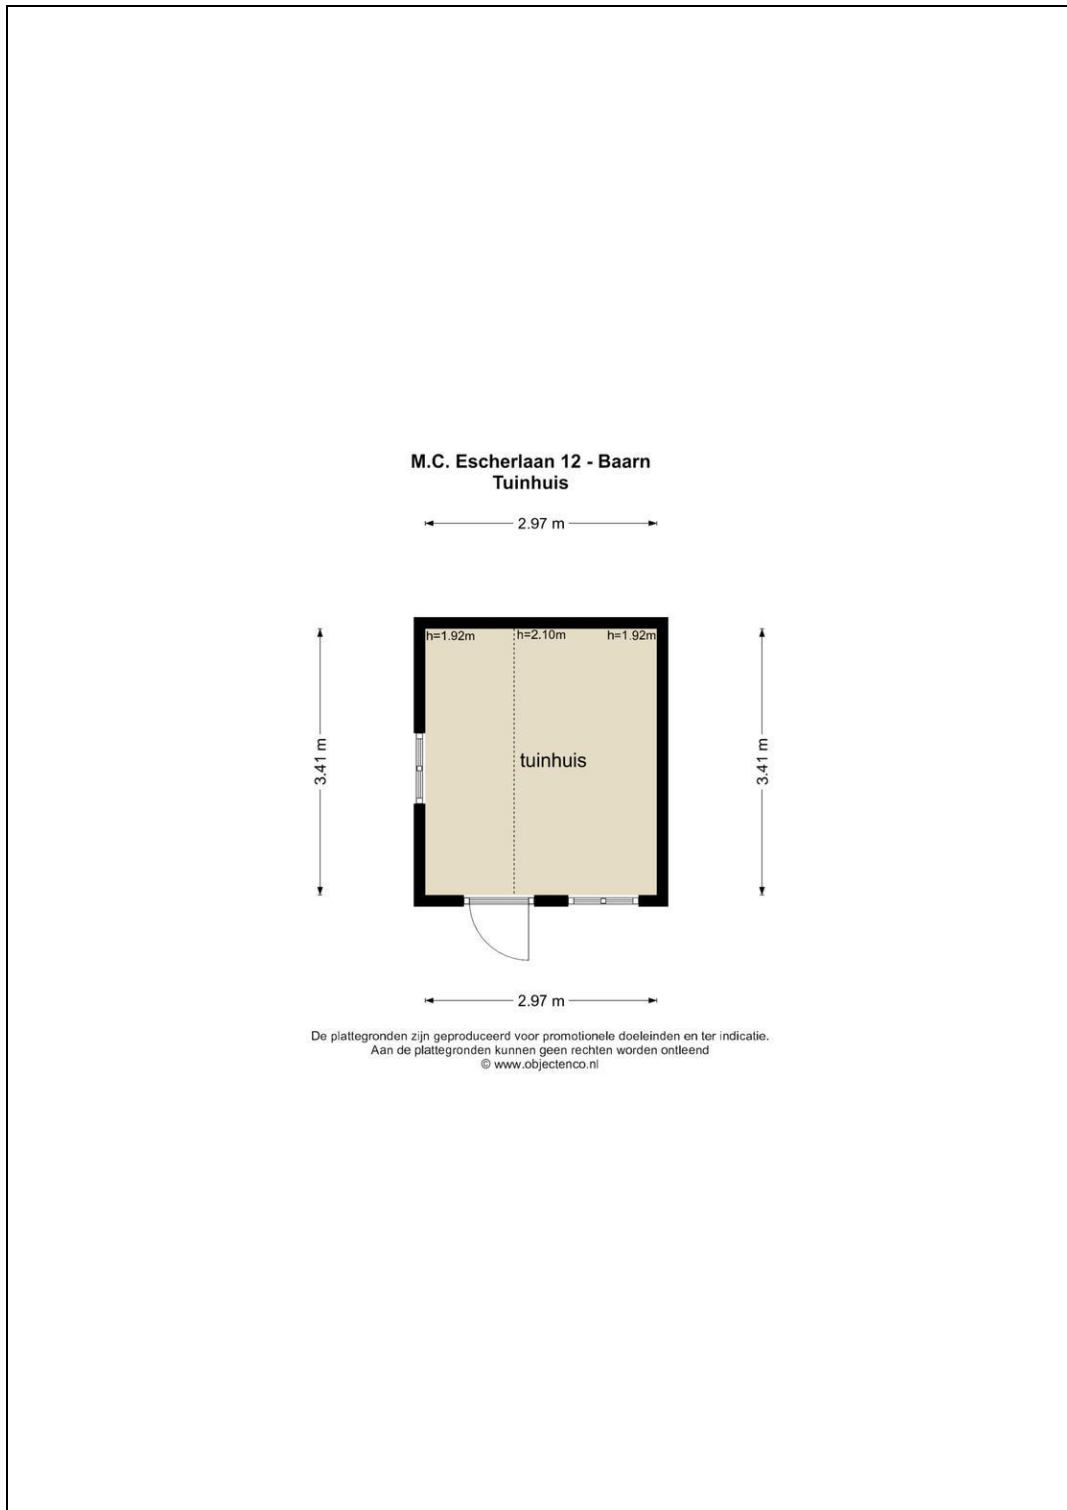 M.C. Escherlaan 12 - Baarn
Tuinhuis
2.97 m
h=1.92m h=2.10m h=1.92m
3.41 m
tuinhuis
3.41 m
2.97 m
De plattegronden zijn geproduceerd voor promotionele doeleinden en ter indicatie.
Aan de plattegronden kunnen geen rechten worden ontleend
© www.objectenco.nl